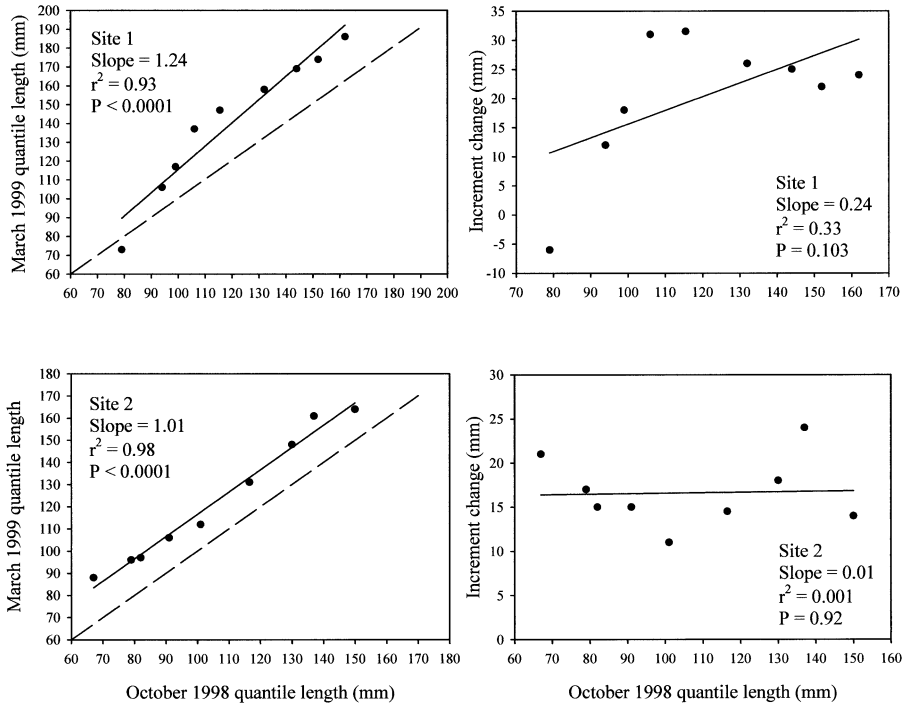 March 1999 quantile length (mm)
200
190
180
170
160
150
140
130
120
110
100
90
80
70
60
Site 1
Slope = 1.24
r² = 0.93
P < 0.0001
60 70 80 90 100 110 120 130 140 150 160 170 180 190 200
Increment change (mm)
35
30
25
20
15
10
5
0
-5
-10
Site 1
Slope = 0.24
r² = 0.33
P = 0.103
70 80 90 100 110 120 130 140 150 160 170
March 1999 quantile length
180
170
160
150
140
130
120
110
100
90
80
70
60
Site 2
Slope = 1.01
r² = 0.98
P < 0.0001
60 70 80 90 100 110 120 130 140 150 160 170 180
October 1998 quantile length (mm)
Increment change (mm)
30
25
20
15
10
5
0
Site 2
Slope = 0.01
r² = 0.001
P = 0.92
60 70 80 90 100 110 120 130 140 150 160
October 1998 quantile length (mm)